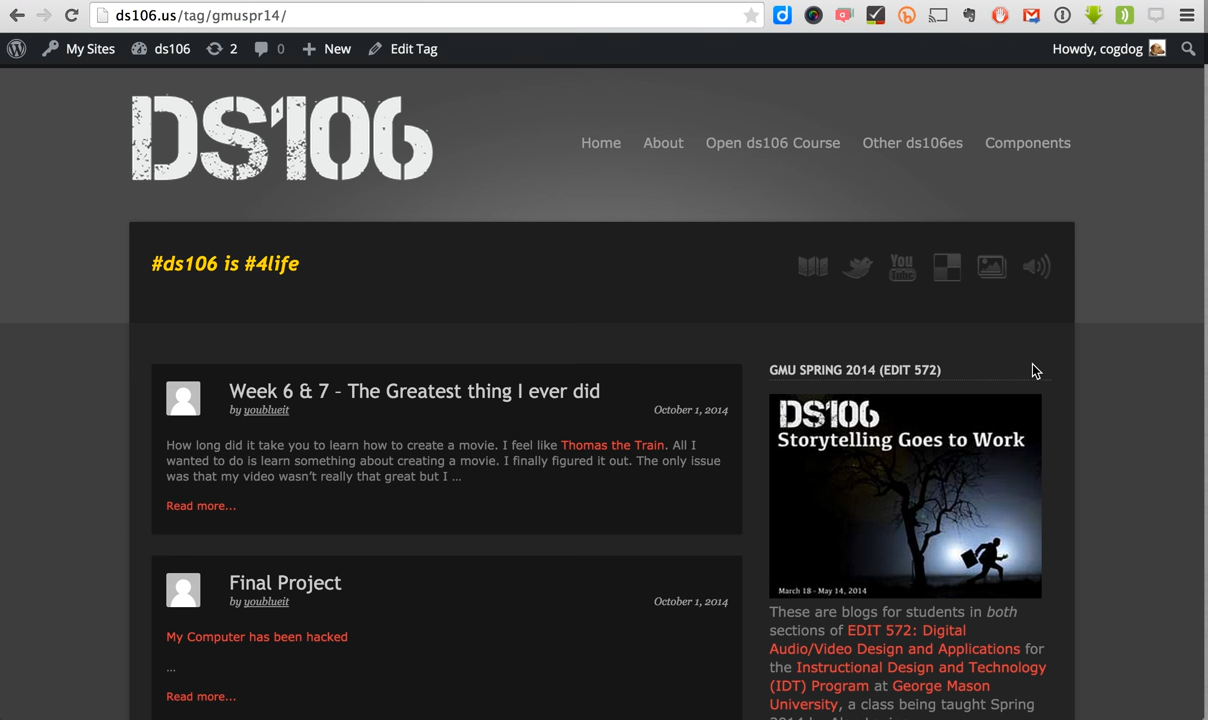 ds106.us/tag/gmuspr14/
My Sites ds106 2 0 New Edit Tag Howdy, cogdog
DS106
Home About Open ds106 Course Other ds106es Components
#ds106 is #4life
You Tube
Week 6 & 7 – The Greatest thing I ever did
by youblueit October 1, 2014
How long did it take you to learn how to create a movie. I feel like Thomas the Train. All I
wanted to do is learn something about creating a movie. I finally figured it out. The only issue
was that my video wasn't really that great but I ...
Read more...
Final Project
by youblueit October 1, 2014
My Computer has been hacked
...
Read more...
GMU SPRING 2014 (EDIT 572)
DS106
Storytelling Goes to Work
March 18 - May 14, 2014
These are blogs for students in both
sections of EDIT 572: Digital
Audio/Video Design and Applications for
the Instructional Design and Technology
(IDT) Program at George Mason
University, a class being taught Spring